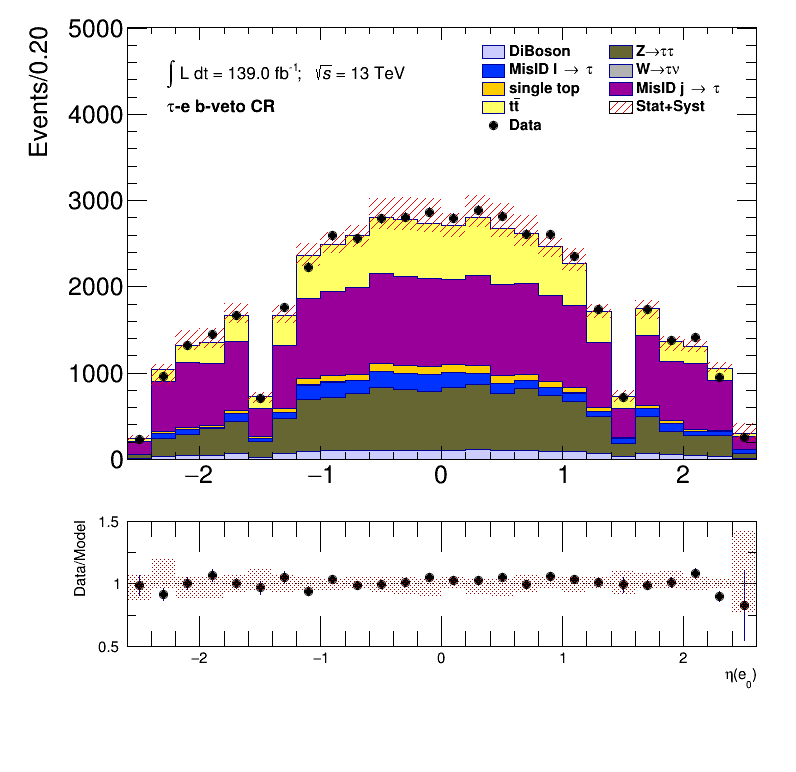 5000
4000
3000
2000
1000
0
Events/0.20
∫ L dt = 139.0 fb⁻¹; √s = 13 TeV
τ-e b-veto CR
DiBoson
MisID l → τ
single top
tt̄
Data
Z→ττ
W→τν
MisID j → τ
Stat+Syst
−2 −1 0 1 2
1.5
1
0.5
Data/Model
−2 −1 0 1 2
η(e₀)